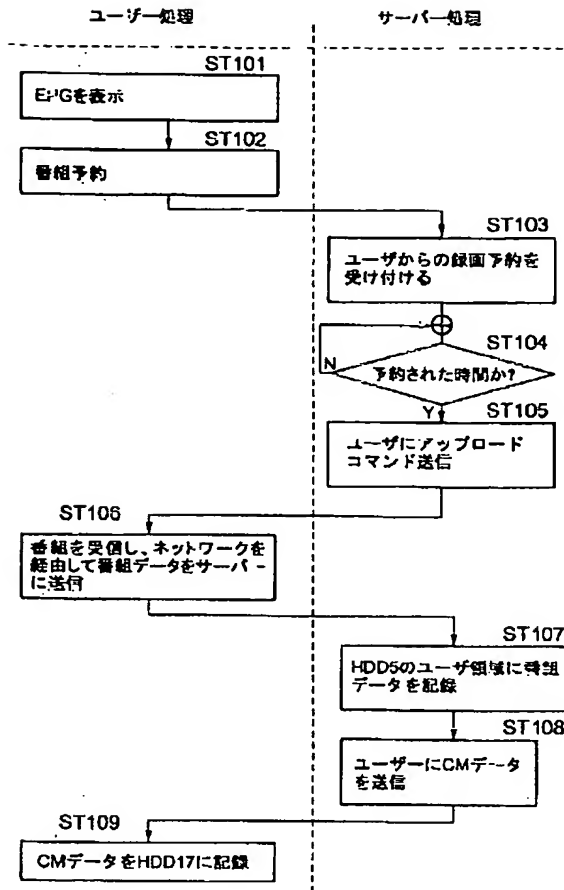 ユーザー処理
サーバー処理
ST101
EPGを表示
ST102
番組予約
ST103
ユーザからの録画予約を
受け付ける
ST104
予約された時間か?
N
Y
ST105
ユーザにアップロード
コマンド送信
ST106
番組を受信し、ネットワークを
経由して番組データをサーバー
に送信
ST107
HDD5のユーザ領域に番組
データを記録
ST108
ユーザーにCMデータ
を送信
ST109
CMデータをHDD17に記録